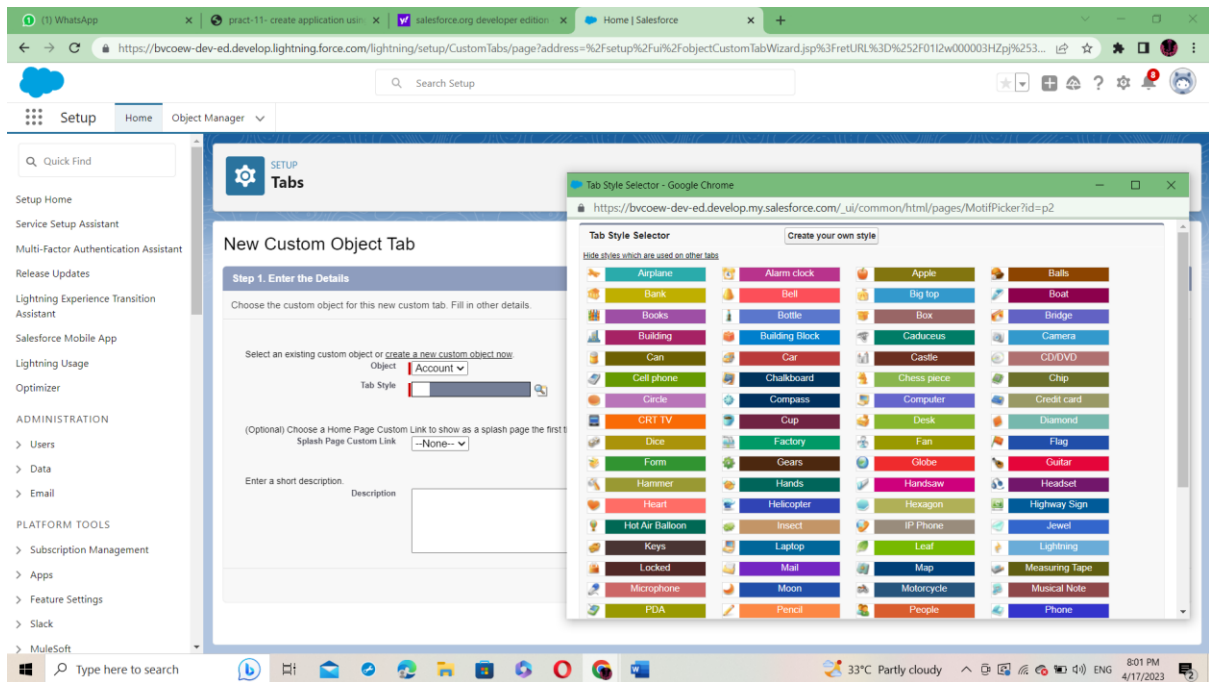 (1) WhatsApp
pract-11- create application usin
salesforce.org developer edition
Home | Salesforce
https://bvcoew-dev-ed.develop.lightning.force.com/lightning/setup/CustomTabs/page?address=%2Fsetup%2Fui%2FobjectCustomTabWizard.jsp%3FretURL%3D%252F01I2w000003HZpj%253...
Search Setup
8
Setup Home Object Manager
Quick Find
Setup Home
Service Setup Assistant
Multi-Factor Authentication Assistant
Release Updates
Lightning Experience Transition
Assistant
Salesforce Mobile App
Lightning Usage
Optimizer
ADMINISTRATION
Users
Data
Email
PLATFORM TOOLS
Subscription Management
Apps
Feature Settings
Slack
MuleSoft
SETUP
Tabs
New Custom Object Tab
Step 1. Enter the Details
Choose the custom object for this new custom tab. Fill in other details.
Select an existing custom object or create a new custom object now.
Object Account
Tab Style
(Optional) Choose a Home Page Custom Link to show as a splash page the first t
Splash Page Custom Link --None--
Enter a short description.
Description
Tab Style Selector - Google Chrome
https://bvcoew-dev-ed.develop.my.salesforce.com/_ui/common/html/pages/MotifPicker?id=p2
Tab Style Selector Create your own style
Hide styles which are used on other tabs
Airplane Alarm clock Apple Balls
Bank Bell Big top Boat
Books Bottle Box Bridge
Building Building Block Caduceus Camera
Can Car Castle CD/DVD
Cell phone Chalkboard Chess piece Chip
Circle Compass Computer Credit card
CRT TV Cup Desk Diamond
Dice Factory Fan Flag
Form Gears Globe Guitar
Hammer Hands Handsaw Headset
Heart Helicopter Hexagon Highway Sign
Hot Air Balloon Insect IP Phone Jewel
Keys Laptop Leaf Lightning
Locked Mail Map Measuring Tape
Microphone Moon Motorcycle Musical Note
PDA Pencil People Phone
Type here to search
33°C Partly cloudy
ENG
8:01 PM
4/17/2023
2